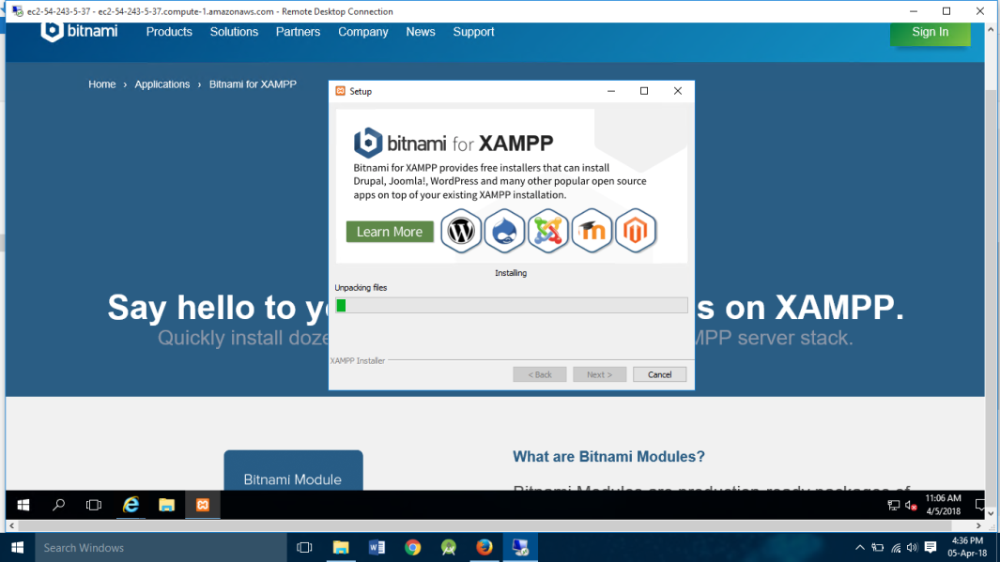 ec2-54-243-5-37 - ec2-54-243-5-37.compute-1.amazonaws.com - Remote Desktop Connection
bitnami
Products Solutions Partners Company News Support
Sign In
Home › Applications › Bitnami for XAMPP
Setup
bitnami for XAMPP
Bitnami for XAMPP provides free installers that can install
Drupal, Joomla!, WordPress and many other popular open source
apps on top of your existing XAMPP installation.
Learn More
Installing
Unpacking files
Say hello to y s on XAMPP.
Quickly install doze MPP server stack.
XAMPP Installer
< Back Next > Cancel
What are Bitnami Modules?
Bitnami Module
Bitnami Modules are production-ready packages of
11:06 AM
4/5/2018
Search Windows
4:36 PM
05-Apr-18